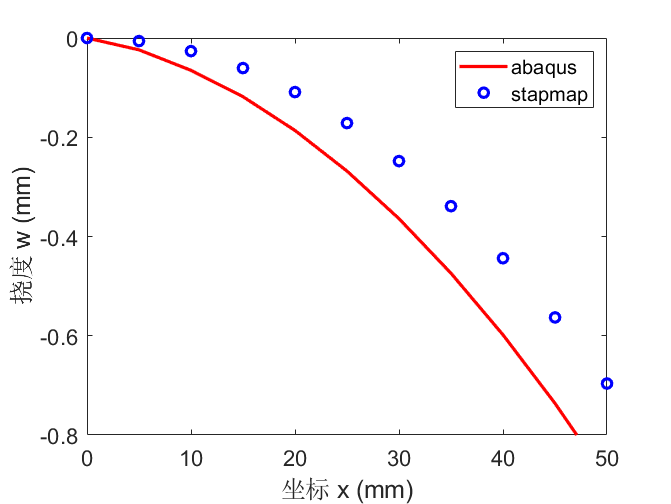 0
-0.2
-0.4
-0.6
-0.8
挠度 w (mm)
abaqus
stapmap
0 10 20 30 40 50
坐标 x (mm)